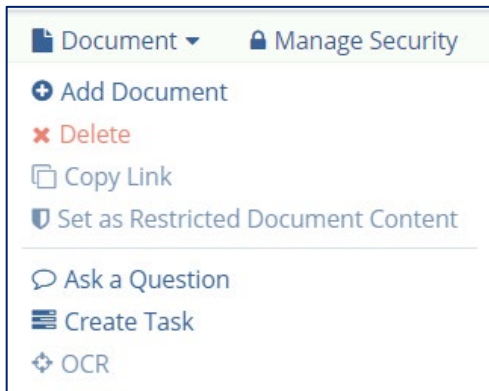 Document Manage Security
Add Document
Delete
Copy Link
Set as Restricted Document Content
Ask a Question
Create Task
OCR